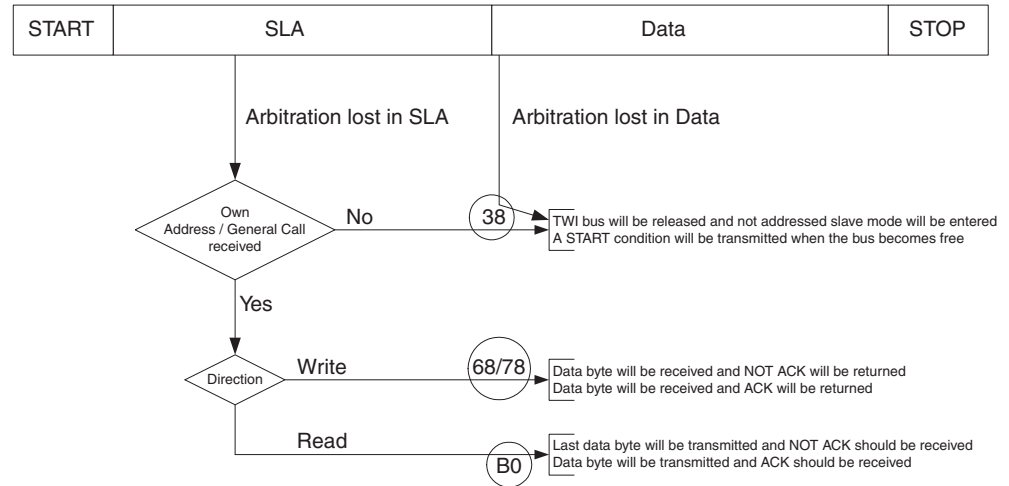 START SLA Data STOP
Arbitration lost in SLA Arbitration lost in Data
Own
Address / General Call
received
No
38
TWI bus will be released and not addressed slave mode will be entered
A START condition will be transmitted when the bus becomes free
Yes
Direction
Write
68/78
Data byte will be received and NOT ACK will be returned
Data byte will be received and ACK will be returned
Read
B0
Last data byte will be transmitted and NOT ACK should be received
Data byte will be transmitted and ACK should be received